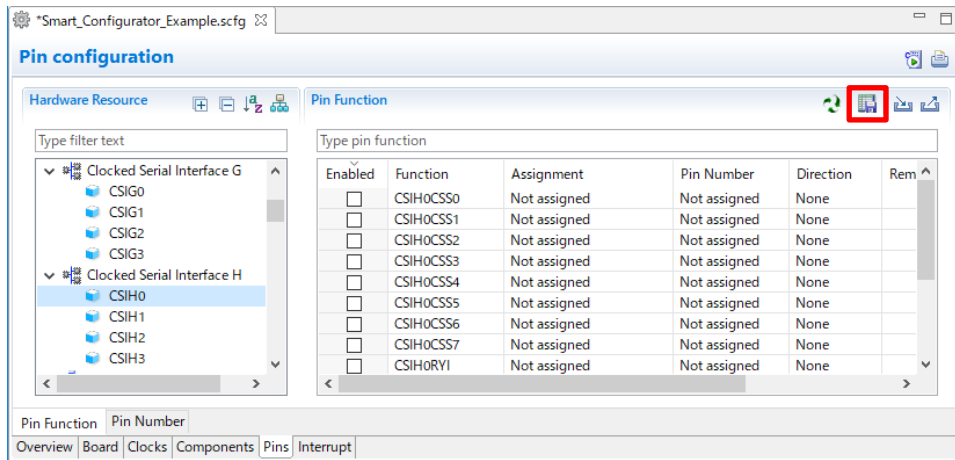 *Smart_Configurator_Example.scfg
Pin configuration
Hardware Resource
Type filter text
Clocked Serial Interface G
CSIG0
CSIG1
CSIG2
CSIG3
Clocked Serial Interface H
CSIH0
CSIH1
CSIH2
CSIH3
Pin Function
Type pin function
Enabled Function Assignment Pin Number Direction Rem
CSIH0CSS0 Not assigned Not assigned None
CSIH0CSS1 Not assigned Not assigned None
CSIH0CSS2 Not assigned Not assigned None
CSIH0CSS3 Not assigned Not assigned None
CSIH0CSS4 Not assigned Not assigned None
CSIH0CSS5 Not assigned Not assigned None
CSIH0CSS6 Not assigned Not assigned None
CSIH0CSS7 Not assigned Not assigned None
CSIH0RYI Not assigned Not assigned None
Pin Function Pin Number
Overview Board Clocks Components Pins Interrupt